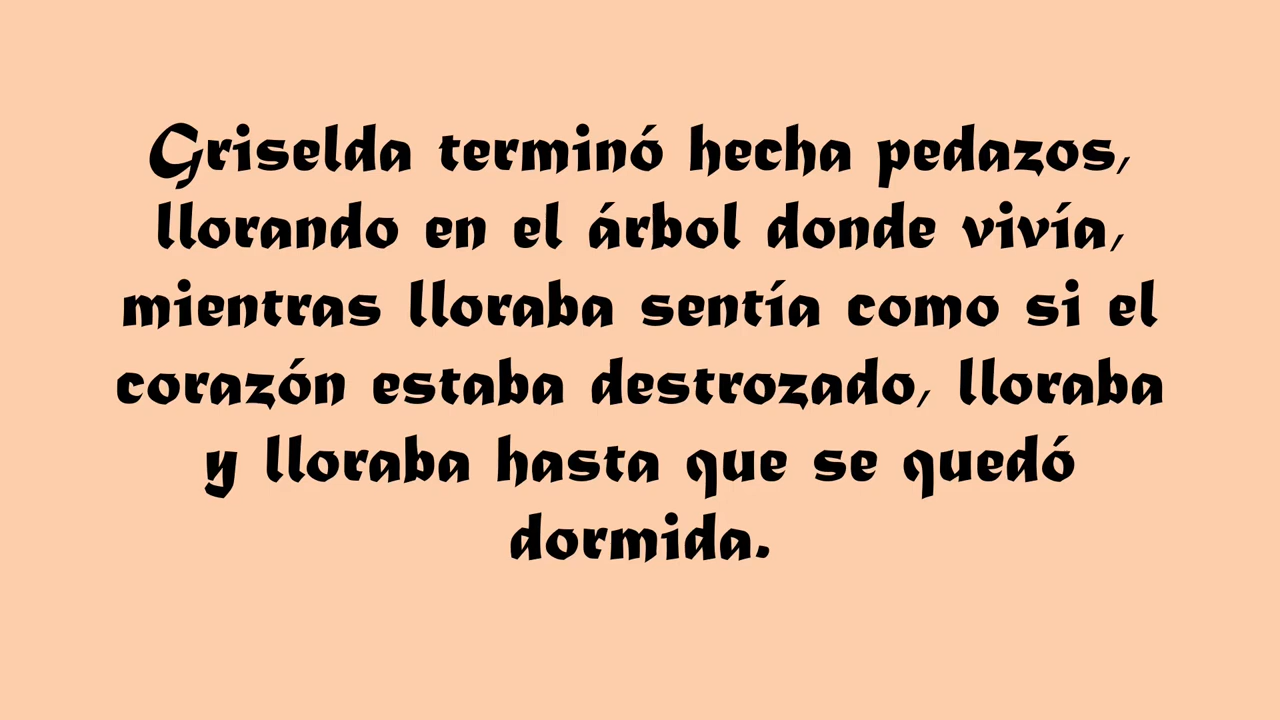 Griselda terminó hecha pedazos,
llorando en el árbol donde vivía,
mientras lloraba sentía como si el
corazón estaba destrozado, lloraba
y lloraba hasta que se quedó
dormida.